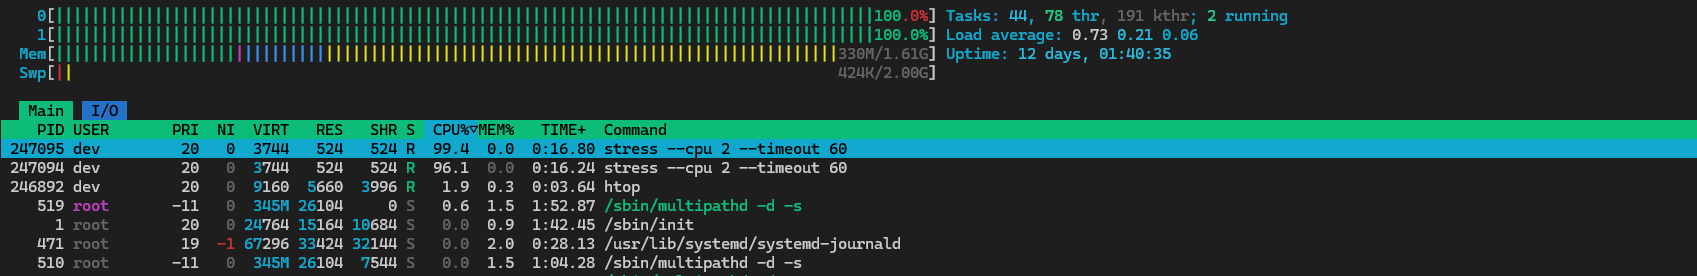 0[||||||||||||||||||||||||||||||||||||||||||||||||||||||||||||||||||||||||||||||||||||||||||100.0%] Tasks: 44, 78 thr, 191 kthr; 2 running
1[||||||||||||||||||||||||||||||||||||||||||||||||||||||||||||||||||||||||||||||||||||||||||100.0%] Load average: 0.73 0.21 0.06
Mem[|||||||||||||||||||||||||||||||||||||||||||||||||||||||||||||||||||||||||||||||||||||||330M/1.61G] Uptime: 12 days, 01:40:35
Swp[|| 424K/2.00G]
Main I/O
PID USER PRI NI VIRT RES SHR S CPU%▽MEM% TIME+ Command
247095 dev 20 0 3744 524 524 R 99.4 0.0 0:16.80 stress --cpu 2 --timeout 60
247094 dev 20 0 3744 524 524 R 96.1 0.0 0:16.24 stress --cpu 2 --timeout 60
246892 dev 20 0 9160 5660 3996 R 1.9 0.3 0:03.64 htop
519 root -11 0 345M 26104 0 S 0.6 1.5 1:52.87 /sbin/multipathd -d -s
1 root 20 0 24764 15164 10684 S 0.0 0.9 1:42.45 /sbin/init
471 root 19 -1 67296 33424 32144 S 0.0 2.0 0:28.13 /usr/lib/systemd/systemd-journald
510 root -11 0 345M 26104 7544 S 0.0 1.5 1:04.28 /sbin/multipathd -d -s